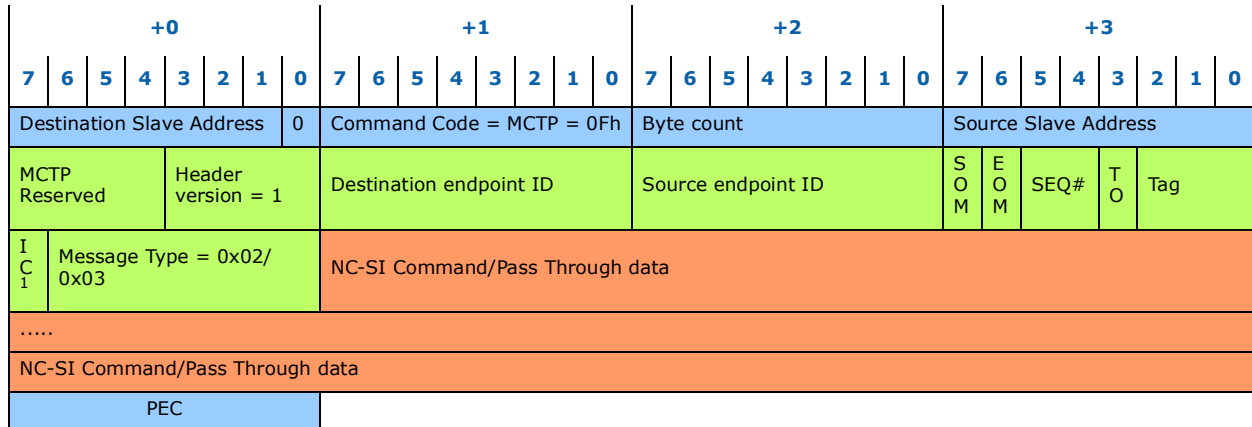 +0 +1 +2 +3
7 6 5 4 3 2 1 0 7 6 5 4 3 2 1 0 7 6 5 4 3 2 1 0 7 6 5 4 3 2 1 0
Destination Slave Address 0 Command Code = MCTP = 0Fh Byte count Source Slave Address
MCTP Reserved Header version = 1 Destination endpoint ID Source endpoint ID SOM EOM SEQ# TO Tag
IC1 Message Type = 0x02/ 0x03 NC-SI Command/Pass Through data
.....
NC-SI Command/Pass Through data
PEC